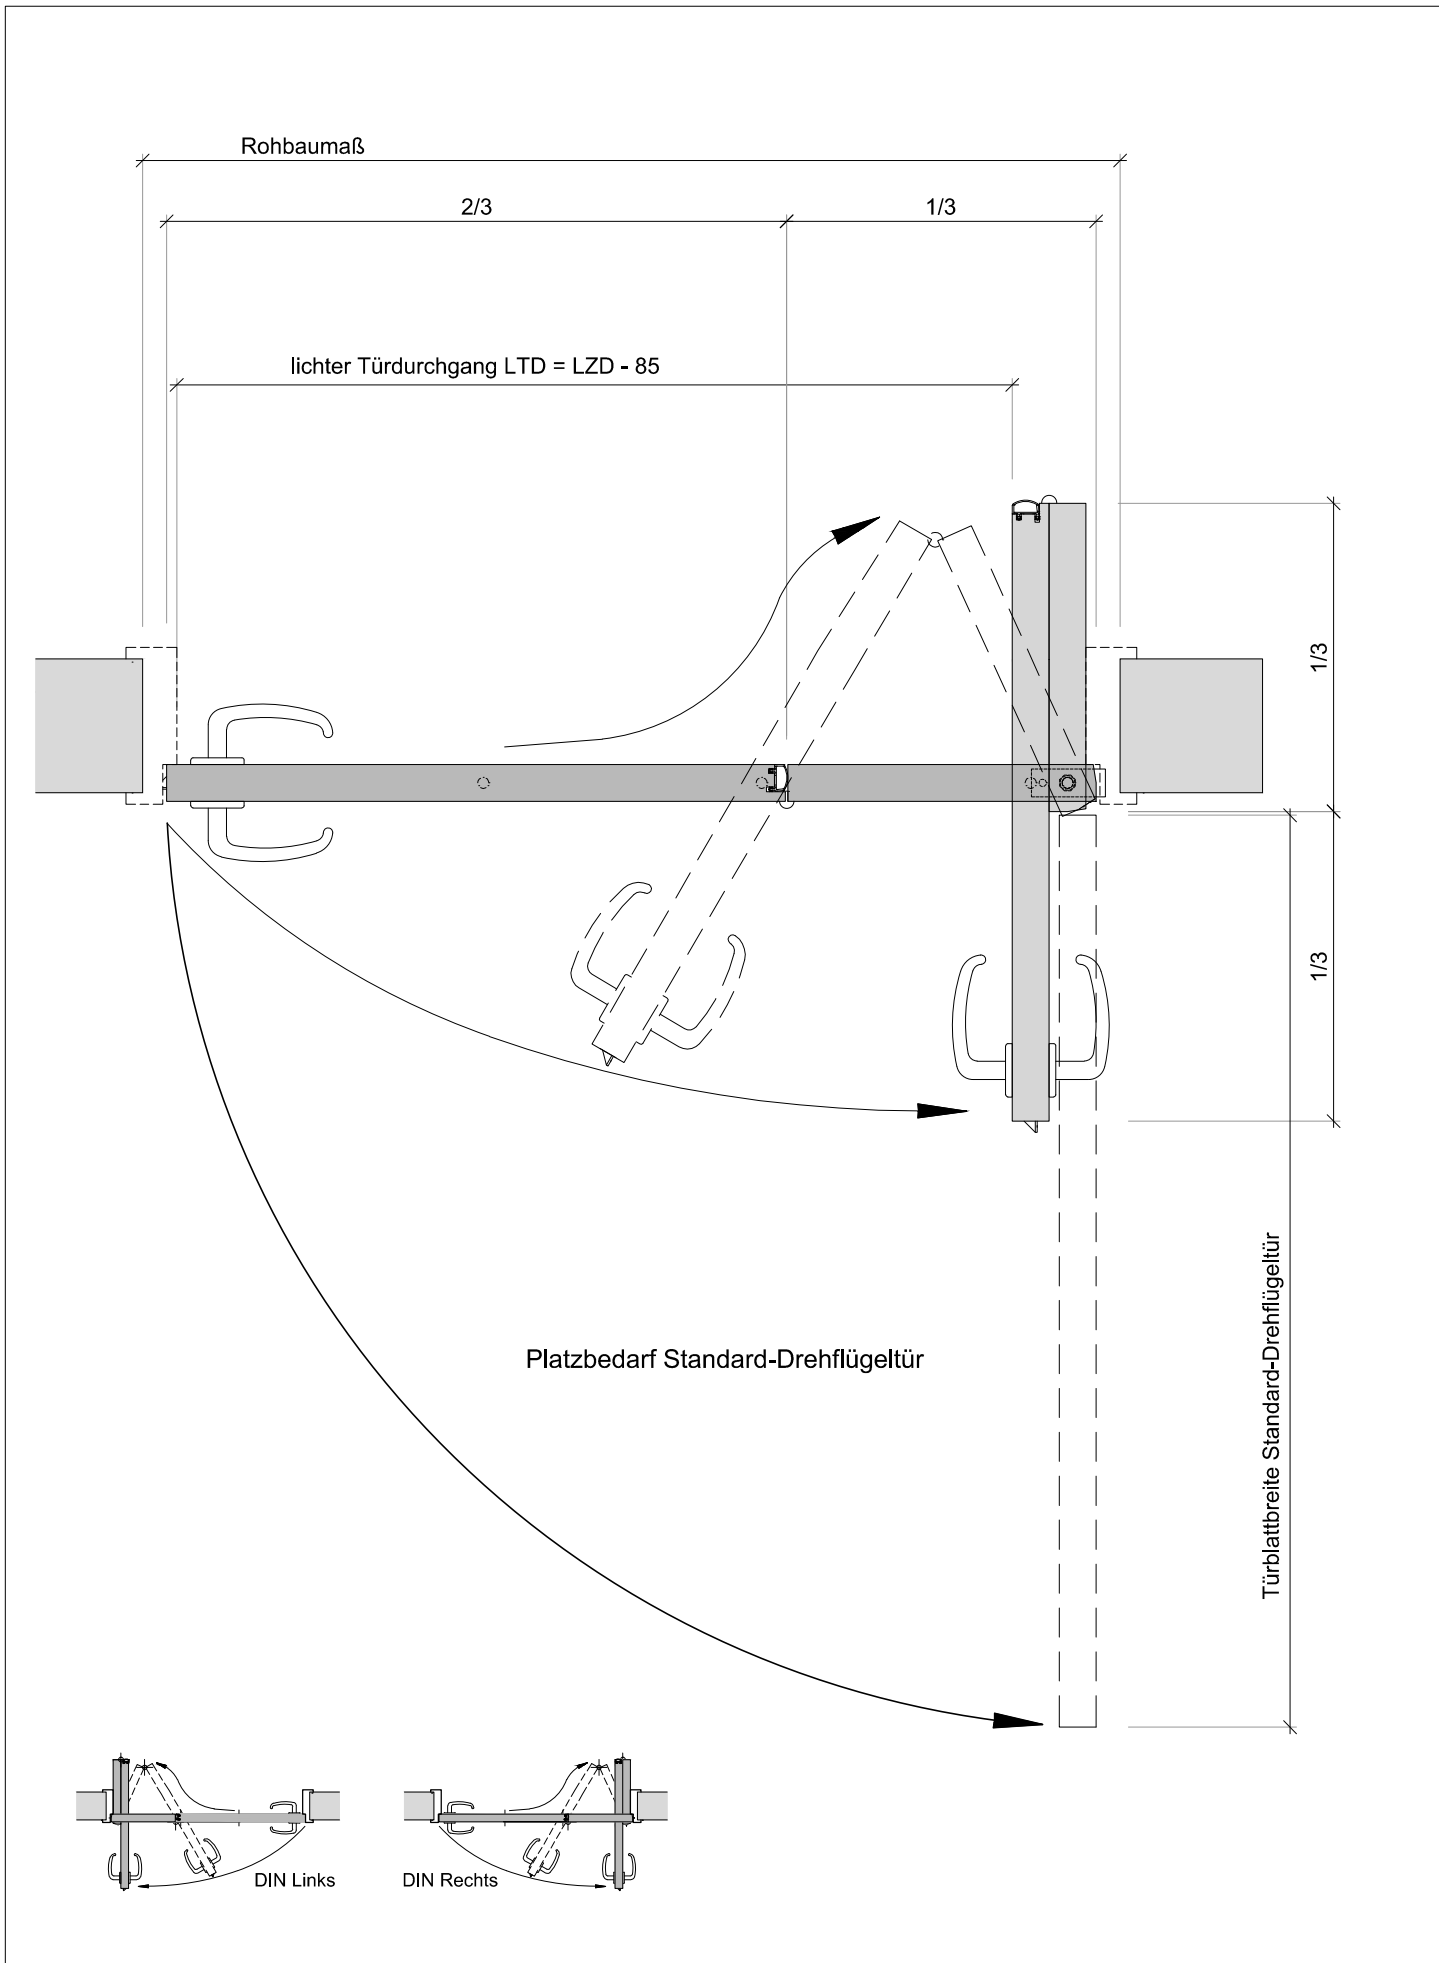 Rohbaumaß
2/3
1/3
lichter Türdurchgang LTD = LZD - 85
1/3
1/3
Türblattbreite Standard-Drehflügeltür
Platzbedarf Standard-Drehflügeltür
DIN Links
DIN Rechts